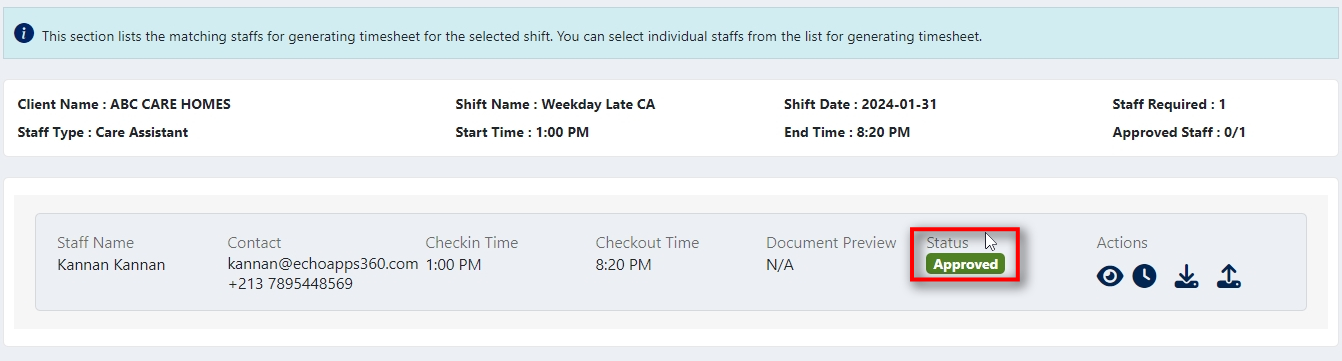 This section lists the matching staffs for generating timesheet for the selected shift. You can select individual staffs from the list for generating timesheet.
Client Name : ABC CARE HOMES Shift Name : Weekday Late CA Shift Date : 2024-01-31 Staff Required : 1
Staff Type : Care Assistant Start Time : 1:00 PM End Time : 8:20 PM Approved Staff : 0/1
Staff Name Contact Checkin Time Checkout Time Document Preview Status Actions
Kannan Kannan kannan@echoapps360.com 1:00 PM 8:20 PM N/A Approved
+213 7895448569